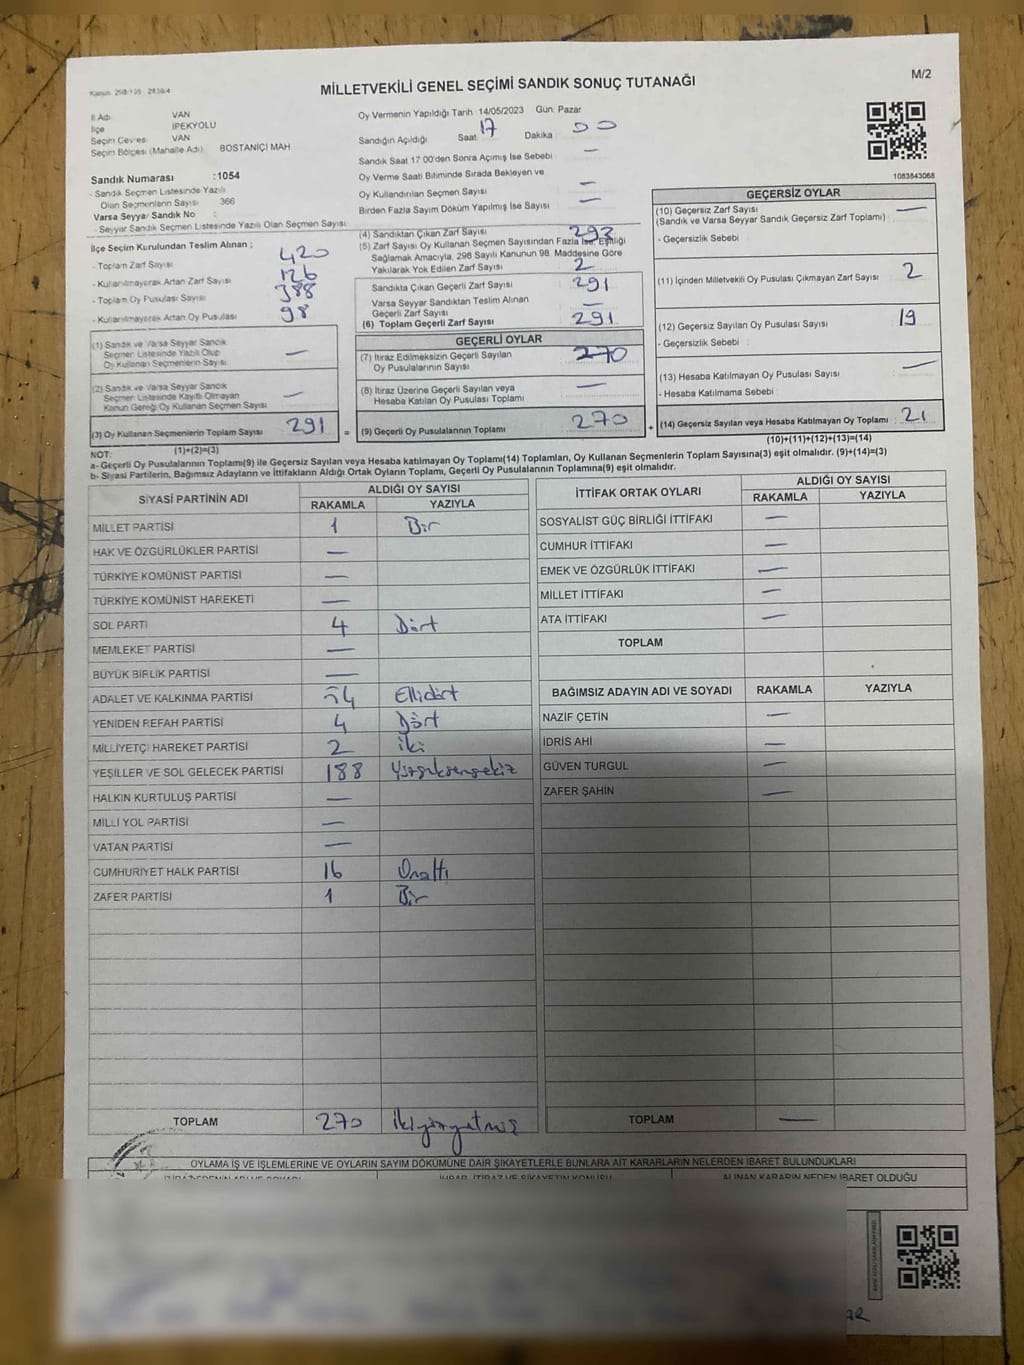 MİLLETVEKİLİ GENEL SEÇİMİ SANDIK SONUÇ TUTANAĞI
M/2
İl Adı VAN
İlçe İPEKYOLU
Seçim Çevresi VAN
Seçim Bölgesi (Mahalle Adı) BOSTANİÇİ MAH.
Sandık Numarası :1054
- Sandık Seçmen Listesinde Yazılı
Olan Seçmenlerin Sayısı 366
Varsa Seyyar Sandık No :
- Seyyar Sandık Seçmen Listesinde Yazılı Olan Seçmen Sayısı
İlçe Seçim Kurulundan Teslim Alınan ;
- Toplam Zarf Sayısı 420
- Kullanılmayarak Artan Zarf Sayısı 126
- Toplam Oy Pusulası Sayısı 388
- Kullanılmayarak Artan Oy Pusulası 98
Oy Vermenin Yapıldığı Tarih 14/05/2023 Gün: Pazar
Sandığın Açıldığı Saat 17 Dakika 00
Sandık Saat 17 00'den Sonra Açımış İse Sebebi —
Oy Verme Saati Bitiminde Sırada Bekleyen ve
Oy Kullandırılan Seçmen Sayısı —
Birden Fazla Sayım Döküm Yapılmış İse Sayısı —
(4) Sandıktan Çıkan Zarf Sayısı 293
(5) Zarf Sayısı Oy Kullanan Seçmen Sayısından Fazla İse, Eşitliği
Sağlamak Amacıyla, 298 Sayılı Kanunun 98. Maddesine Göre
Yakılarak Yok Edilen Zarf Sayısı 2
Sandıkta Çıkan Geçerli Zarf Sayısı 291
Varsa Seyyar Sandıktan Teslim Alınan
Geçerli Zarf Sayısı —
(6) Toplam Geçerli Zarf Sayısı 291
1083843068
GEÇERSİZ OYLAR
(10) Geçersiz Zarf Sayısı —
(Sandık ve Varsa Seyyar Sandık Geçersiz Zarf Toplamı)
- Geçersizlik Sebebi
(11) İçinden Milletvekili Oy Pusulası Çıkmayan Zarf Sayısı 2
(12) Geçersiz Sayılan Oy Pusulası Sayısı 19
- Geçersizlik Sebebi :
(13) Hesaba Katılmayan Oy Pusulası Sayısı —
- Hesaba Katılmama Sebebi
(14) Geçersiz Sayılan veya Hesaba Katılmayan Oy Toplamı 21
(10)+(11)+(12)+(13)=(14)
(1) Sandık ve Varsa Seyyar Sandık
Seçmen Listesinde Yazılı Olup
Oy Kullanan Seçmenlerin Sayısı —
(2) Sandık ve Varsa Seyyar Sandık
Seçmen Listesinde Kayıtlı Olmayan
Kanun Gereği Oy Kullanan Seçmen Sayısı —
(3) Oy Kullanan Seçmenlerin Toplam Sayısı 291
(1)+(2)=(3)
=
GEÇERLİ OYLAR
(7) İtiraz Edilmeksizin Geçerli Sayılan
Oy Pusulalarının Sayısı 270
(8) İtiraz Üzerine Geçerli Sayılan veya
Hesaba Katılan Oy Pusulası Toplamı —
(9) Geçerli Oy Pusulalarının Toplamı 270
+
NOT:
a- Geçerli Oy Pusulalarının Toplamı(9) ile Geçersiz Sayılan veya Hesaba katılmayan Oy Toplamı(14) Toplamları, Oy Kullanan Seçmenlerin Toplam Sayısına(3) eşit olmalıdır. (9)+(14)=(3)
b- Siyasi Partilerin, Bağımsız Adayların ve İttifakların Aldığı Ortak Oyların Toplamı, Geçerli Oy Pusulalarının Toplamına(9) eşit olmalıdır.
SİYASİ PARTİNİN ADI ALDIĞI OY SAYISI
RAKAMLA YAZIYLA
MİLLET PARTİSİ 1 Bir
HAK VE ÖZGÜRLÜKLER PARTİSİ —
TÜRKİYE KOMÜNİST PARTİSİ —
TÜRKİYE KOMÜNİST HAREKETİ —
SOL PARTİ 4 Dört
MEMLEKET PARTİSİ —
BÜYÜK BİRLİK PARTİSİ —
ADALET VE KALKINMA PARTİSİ 54 Ellidört
YENİDEN REFAH PARTİSİ 4 Dört
MİLLİYETÇİ HAREKET PARTİSİ 2 iki
YEŞİLLER VE SOL GELECEK PARTİSİ 188 Yüzseksensekiz
HALKIN KURTULUŞ PARTİSİ —
MİLLİ YOL PARTİSİ —
VATAN PARTİSİ —
CUMHURİYET HALK PARTİSİ 16 Onaltı
ZAFER PARTİSİ 1 Bir
TOPLAM 270 ikiyüzyetmiş
İTTİFAK ORTAK OYLARI ALDIĞI OY SAYISI
RAKAMLA YAZIYLA
SOSYALİST GÜÇ BİRLİĞİ İTTİFAKI —
CUMHUR İTTİFAKI —
EMEK VE ÖZGÜRLÜK İTTİFAKI —
MİLLET İTTİFAKI —
ATA İTTİFAKI —
TOPLAM
BAĞIMSIZ ADAYIN ADI VE SOYADI RAKAMLA YAZIYLA
NAZİF ÇETİN —
İDRİS AHİ —
GÜVEN TURGUL —
ZAFER ŞAHİN —
TOPLAM —
OYLAMA İŞ VE İŞLEMLERİNE VE OYLARIN SAYIM DÖKÜMÜNE DAİR ŞİKAYETLERLE BUNLARA AİT KARARLARIN NELERDEN İBARET BULUNDUKLARI
İHBAR, İTİRAZ VE ŞİKAYETİN KONUSU
ALINAN KARARIN NEDEN İBARET OLDUĞU